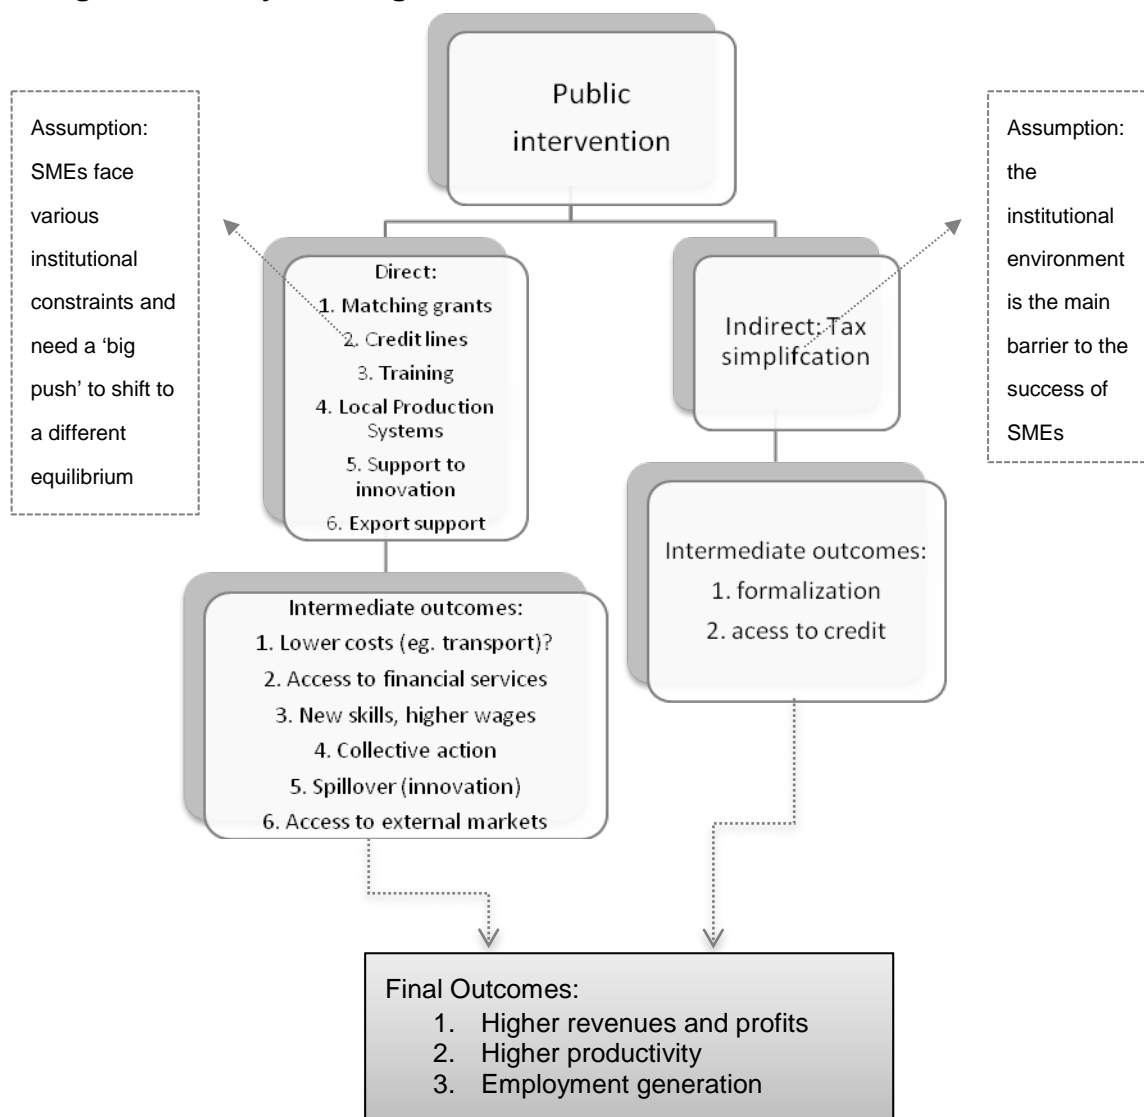 Public
intervention
Assumption:
SMEs face
various
institutional
constraints and
need a ‘big
push’ to shift to
a different
equilibrium
Assumption:
the
institutional
environment
is the main
barrier to the
success of
SMEs
Direct:
1. Matching grants
2. Credit lines
3. Training
4. Local Production
Systems
5. Support to
innovation
6. Export support
Indirect: Tax
simplifcation
Intermediate outcomes:
1. Lower costs (eg. transport)?
2. Access to financial services
3. New skills, higher wages
4. Collective action
5. Spillover (innovation)
6. Access to external markets
Intermediate outcomes:
1. formalization
2. acess to credit
Final Outcomes:
1. Higher revenues and profits
2. Higher productivity
3. Employment generation